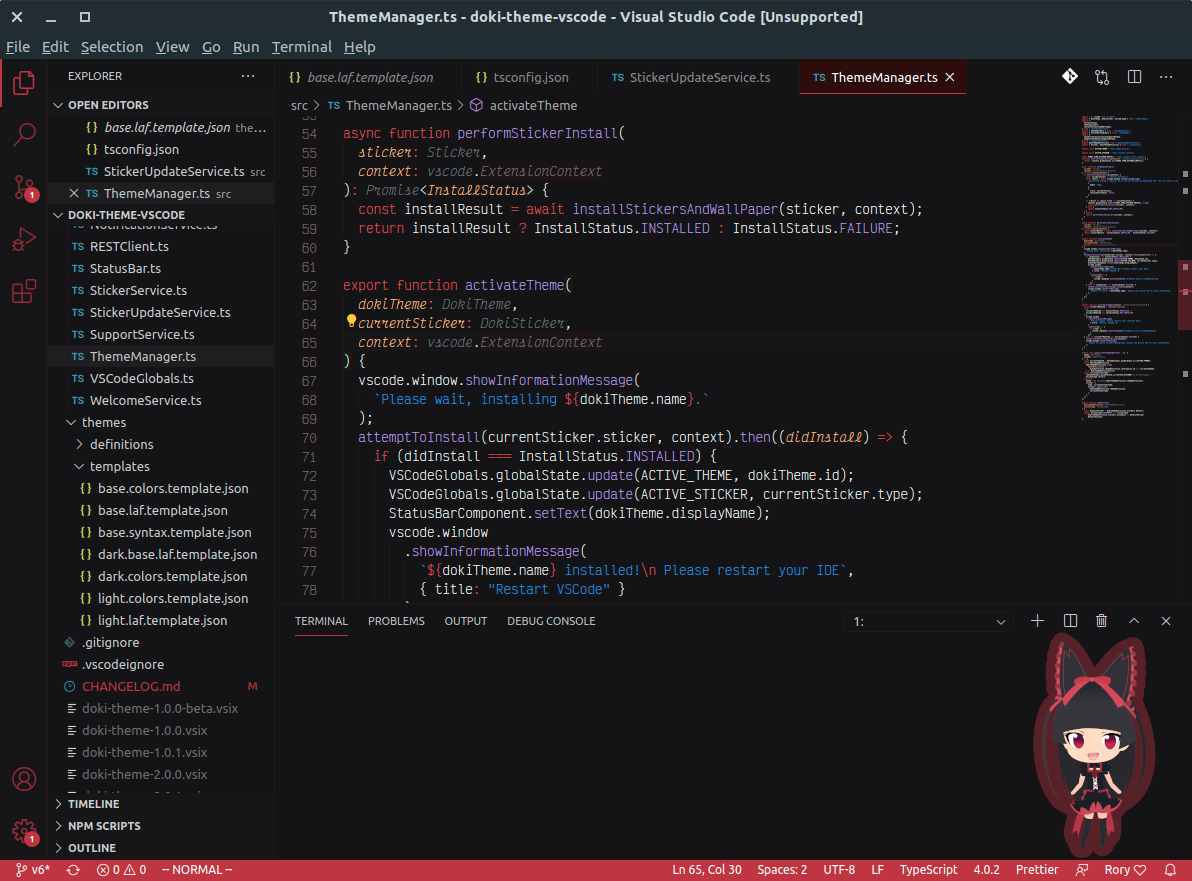 ThemeManager.ts - doki-theme-vscode - Visual Studio Code [Unsupported]
File Edit Selection View Go Run Terminal Help
EXPLORER ···
OPEN EDITORS
{} base.laf.template.json the...
{} tsconfig.json
TS StickerUpdateService.ts src
TS ThemeManager.ts src
DOKI-THEME-VSCODE
TS NotificationService.ts
TS RESTClient.ts
TS StatusBar.ts
TS StickerService.ts
TS StickerUpdateService.ts
TS SupportService.ts
TS ThemeManager.ts
TS VSCodeGlobals.ts
TS WelcomeService.ts
themes
definitions
templates
{} base.colors.template.json
{} base.laf.template.json
{} base.syntax.template.json
{} dark.base.laf.template.json
{} dark.colors.template.json
{} light.colors.template.json
{} light.laf.template.json
.gitignore
npm .vscodeignore
CHANGELOG.md M
doki-theme-1.0.0-beta.vsix
doki-theme-1.0.0.vsix
doki-theme-1.0.1.vsix
doki-theme-2.0.0.vsix
TIMELINE
NPM SCRIPTS
OUTLINE
1
1
{} base.laf.template.json {} tsconfig.json TS StickerUpdateService.ts TS ThemeManager.ts
src > TS ThemeManager.ts > activateTheme
54 async function performStickerInstall(
55 sticker: Sticker,
56 context: vscode.ExtensionContext
57 ): Promise<InstallStatus> {
58 const installResult = await installStickersAndWallPaper(sticker, context);
59 return installResult ? InstallStatus.INSTALLED : InstallStatus.FAILURE;
60 }
61
62 export function activateTheme(
63 dokiTheme: DokiTheme,
64 currentSticker: DokiSticker,
65 context: vscode.ExtensionContext
66 ) {
67 vscode.window.showInformationMessage(
68 `Please wait, installing ${dokiTheme.name}.`
69 );
70 attemptToInstall(currentSticker.sticker, context).then((didInstall) => {
71 if (didInstall === InstallStatus.INSTALLED) {
72 VSCodeGlobals.globalState.update(ACTIVE_THEME, dokiTheme.id);
73 VSCodeGlobals.globalState.update(ACTIVE_STICKER, currentSticker.type);
74 StatusBarComponent.setText(dokiTheme.displayName);
75 vscode.window
76 .showInformationMessage(
77 `${dokiTheme.name} installed!\n Please restart your IDE`,
78 { title: "Restart VSCode" }
TERMINAL PROBLEMS OUTPUT DEBUG CONSOLE 1:
v6* 0 0 -- NORMAL -- Ln 65, Col 30 Spaces: 2 UTF-8 LF TypeScript 4.0.2 Prettier Rory♡